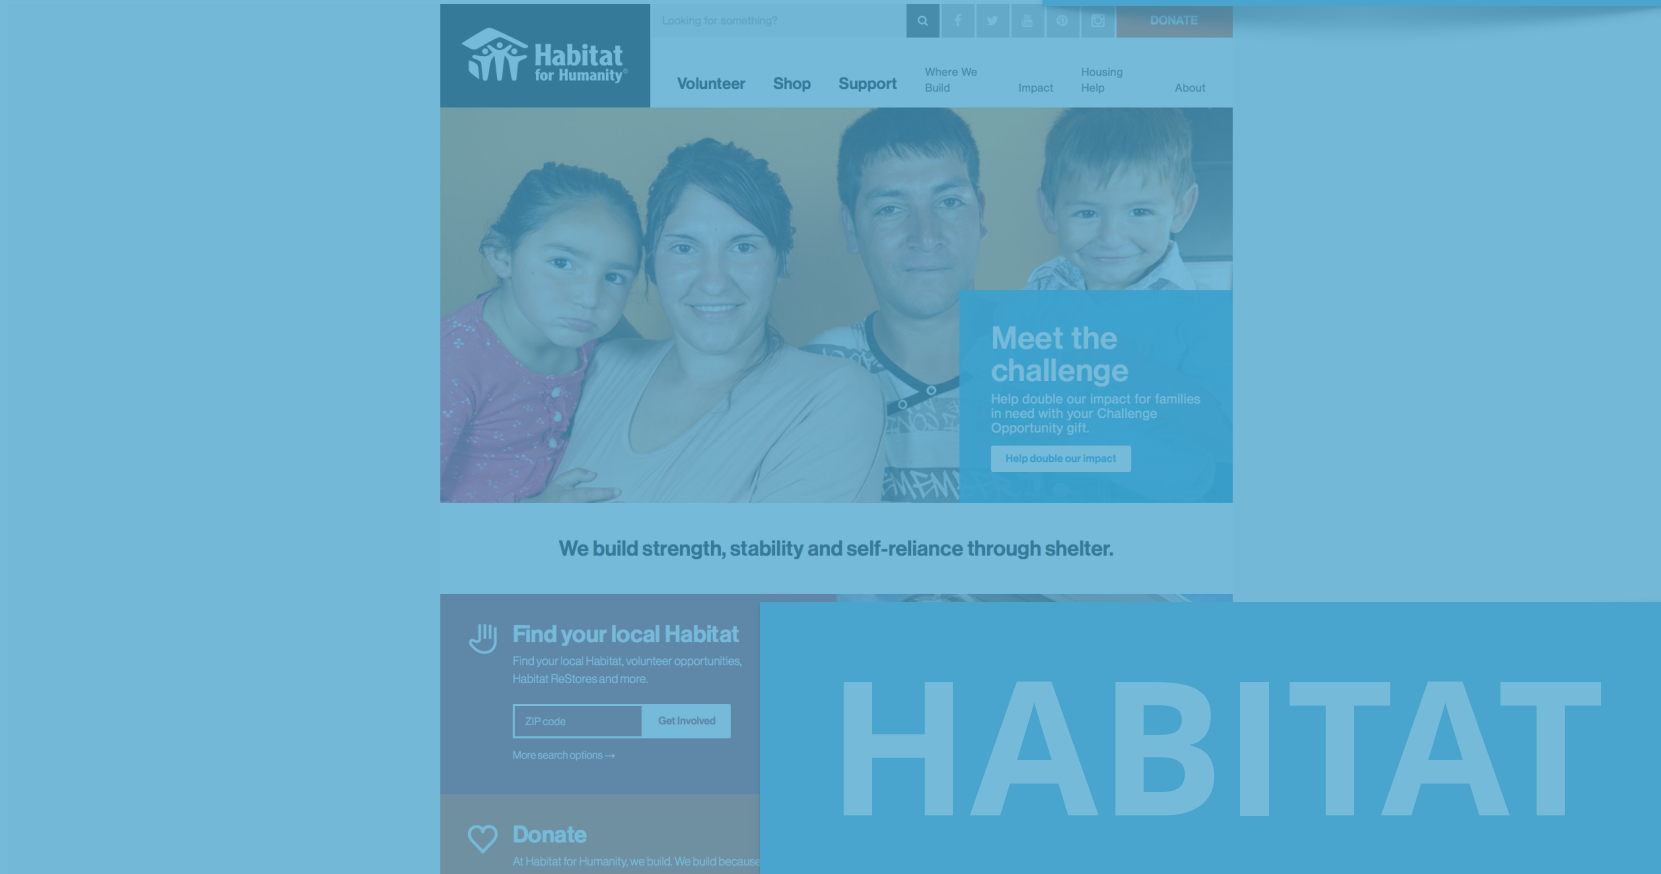 Habitat
for Humanity®
Looking for something?
DONATE
Volunteer
Shop
Support
Where We
Build
Impact
Housing
Help
About
Meet the
challenge
Help double our impact for families
in need with your Challenge
Opportunity gift.
Help double our impact
We build strength, stability and self-reliance through shelter.
Find your local Habitat
Find your local Habitat, volunteer opportunities,
Habitat ReStores and more.
ZIP code
Get Involved
More search options →
Donate
At Habitat for Humanity, we build. We build because
HABITAT